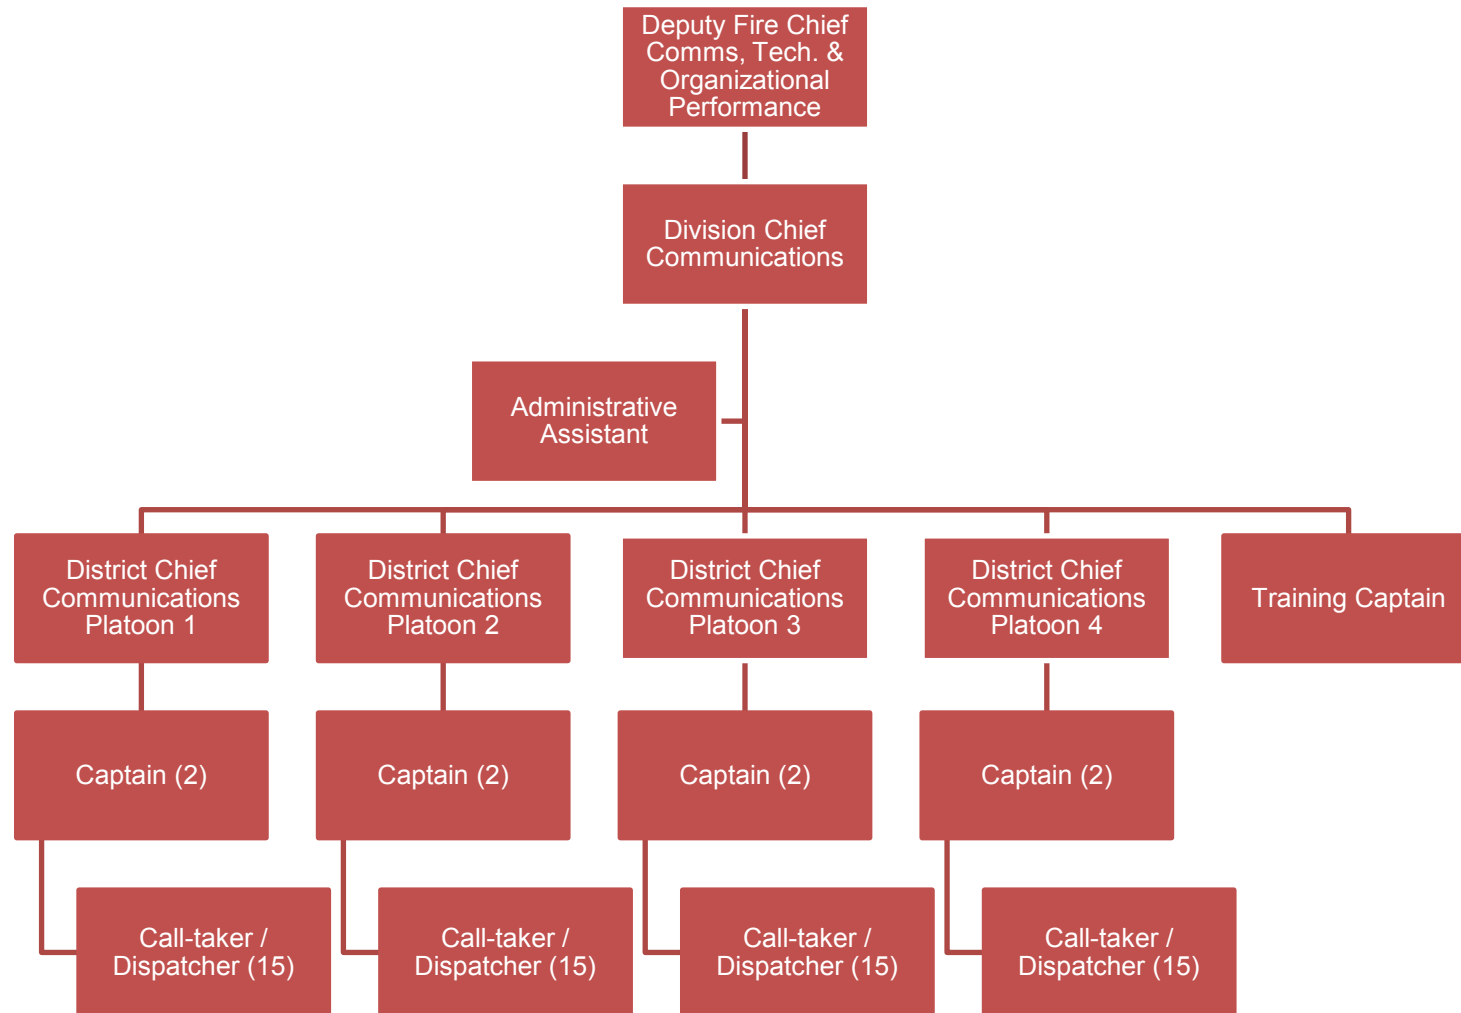 Deputy Fire Chief
Comms, Tech. &
Organizational
Performance
Division Chief
Communications
Administrative
Assistant
District Chief
Communications
Platoon 1
District Chief
Communications
Platoon 2
District Chief
Communications
Platoon 3
District Chief
Communications
Platoon 4
Training Captain
Captain (2)
Captain (2)
Captain (2)
Captain (2)
Call-taker /
Dispatcher (15)
Call-taker /
Dispatcher (15)
Call-taker /
Dispatcher (15)
Call-taker /
Dispatcher (15)